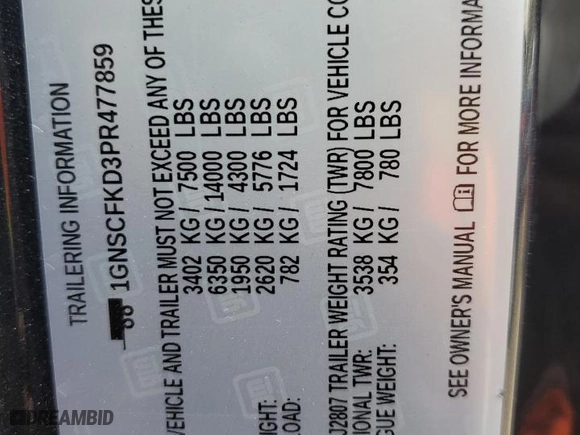 TRAILERING INFORMATION
1GNSCFKD3PR477859
VEHICLE AND TRAILER MUST NOT EXCEED ANY OF THES
3402 KG / 7500 LBS
6350 KG /14000 LBS
1950 KG / 4300 LBS
2620 KG / 5776 LBS
IGHT: 782 KG / 1724 LBS
LOAD:
J2807 TRAILER WEIGHT RATING (TWR) FOR VEHICLE CO
IONAL TWR: 3538 KG / 7800 LBS
GUE WEIGHT: 354 KG / 780 LBS
SEE OWNER'S MANUAL FOR MORE INFORMA
DREAMBID